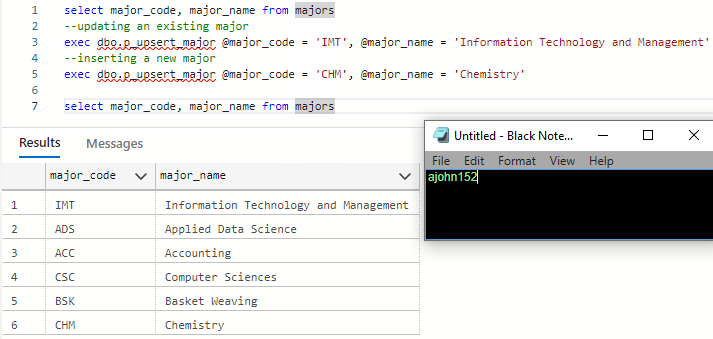 1 select major_code, major_name from majors
2 --updating an existing major
3 exec dbo.p_upsert_major @major_code = 'IMT', @major_name = 'Information Technology and Management'
4 --inserting a new major
5 exec dbo.p_upsert_major @major_code = 'CHM', @major_name = 'Chemistry'
6
7 select major_code, major_name from majors
Results Messages
Untitled - Black Note...
File Edit Format View Help
ajohn152
major_code major_name
1 IMT Information Technology and Management
2 ADS Applied Data Science
3 ACC Accounting
4 CSC Computer Sciences
5 BSK Basket Weaving
6 CHM Chemistry